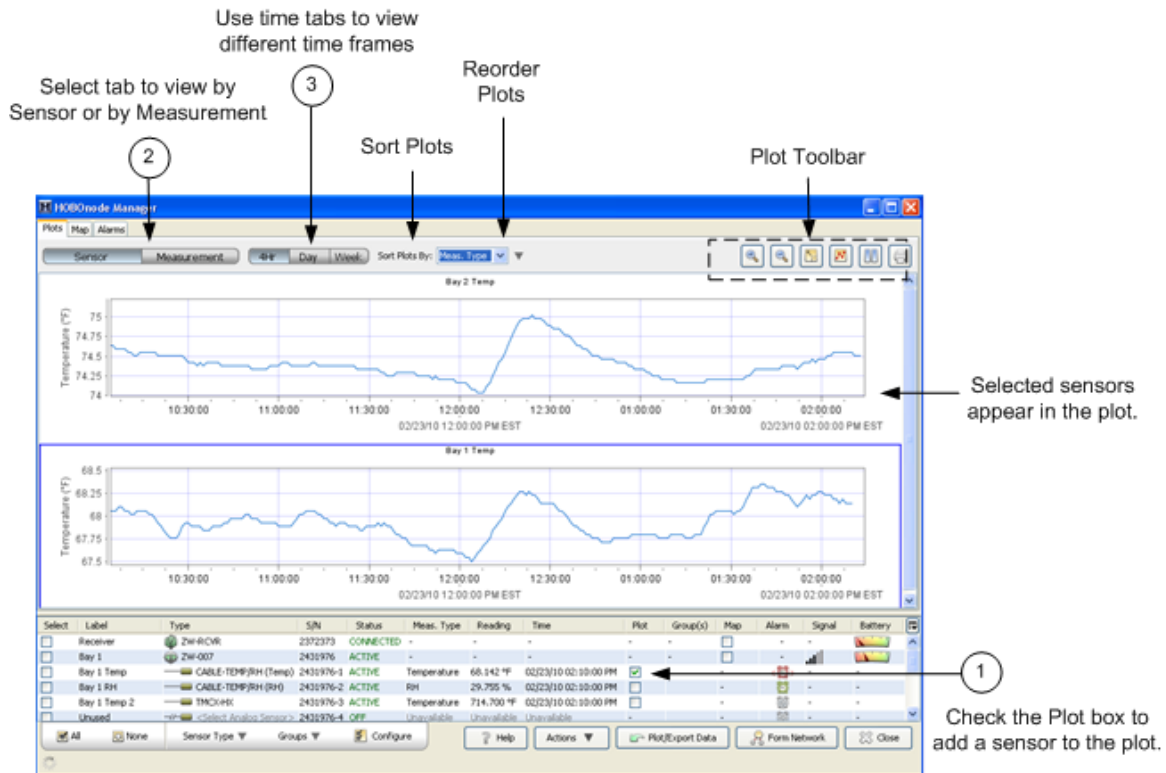 Use time tabs to view
different time frames
3
Select tab to view by
Sensor or by Measurement
2
Reorder
Plots
Sort Plots
Plot Toolbar
HOBOnode Manager
Plots Map Alarms
Sensor Measurement 4Hr Day Week Sort Plots By: Meas. Type
Bay 2 Temp
Temperature (°F)
75
74.75
74.5
74.25
74
10:30:00 11:00:00 11:30:00 12:00:00 12:30:00 01:00:00 01:30:00 02:00:00
02/23/10 12:00:00 PM EST 02/23/10 02:00:00 PM EST
Selected sensors
appear in the plot.
Bay 1 Temp
Temperature (°F)
68.5
68.25
68
67.75
67.5
10:30:00 11:00:00 11:30:00 12:00:00 12:30:00 01:00:00 01:30:00 02:00:00
02/23/10 12:00:00 PM EST 02/23/10 02:00:00 PM EST
Select Label Type S/N Status Meas. Type Reading Time Plot Group(s) Map Alarm Signal Battery
Receiver ZW-RCVR 2372373 CONNECTED - - - - - - -
Bay 1 ZW-007 2431976 ACTIVE - - - - - -
Bay 1 Temp CABLE-TEMP/RH (Temp) 2431976-1 ACTIVE Temperature 68.142 °F 02/23/10 02:10:00 PM - - -
Bay 1 RH CABLE-TEMP/RH (RH) 2431976-2 ACTIVE RH 29.755 % 02/23/10 02:10:00 PM - - -
Bay 1 Temp 2 TMCX-HX 2431976-3 ACTIVE Temperature 714.700 °F 02/23/10 02:10:00 PM - - -
Unused <Select Analog Sensor> 2431976-4 OFF Unavailable Unavailable Unavailable - - - -
All None Sensor Type Groups Configure ? Help Actions Plot/Export Data Form Network Close
1
Check the Plot box to
add a sensor to the plot.